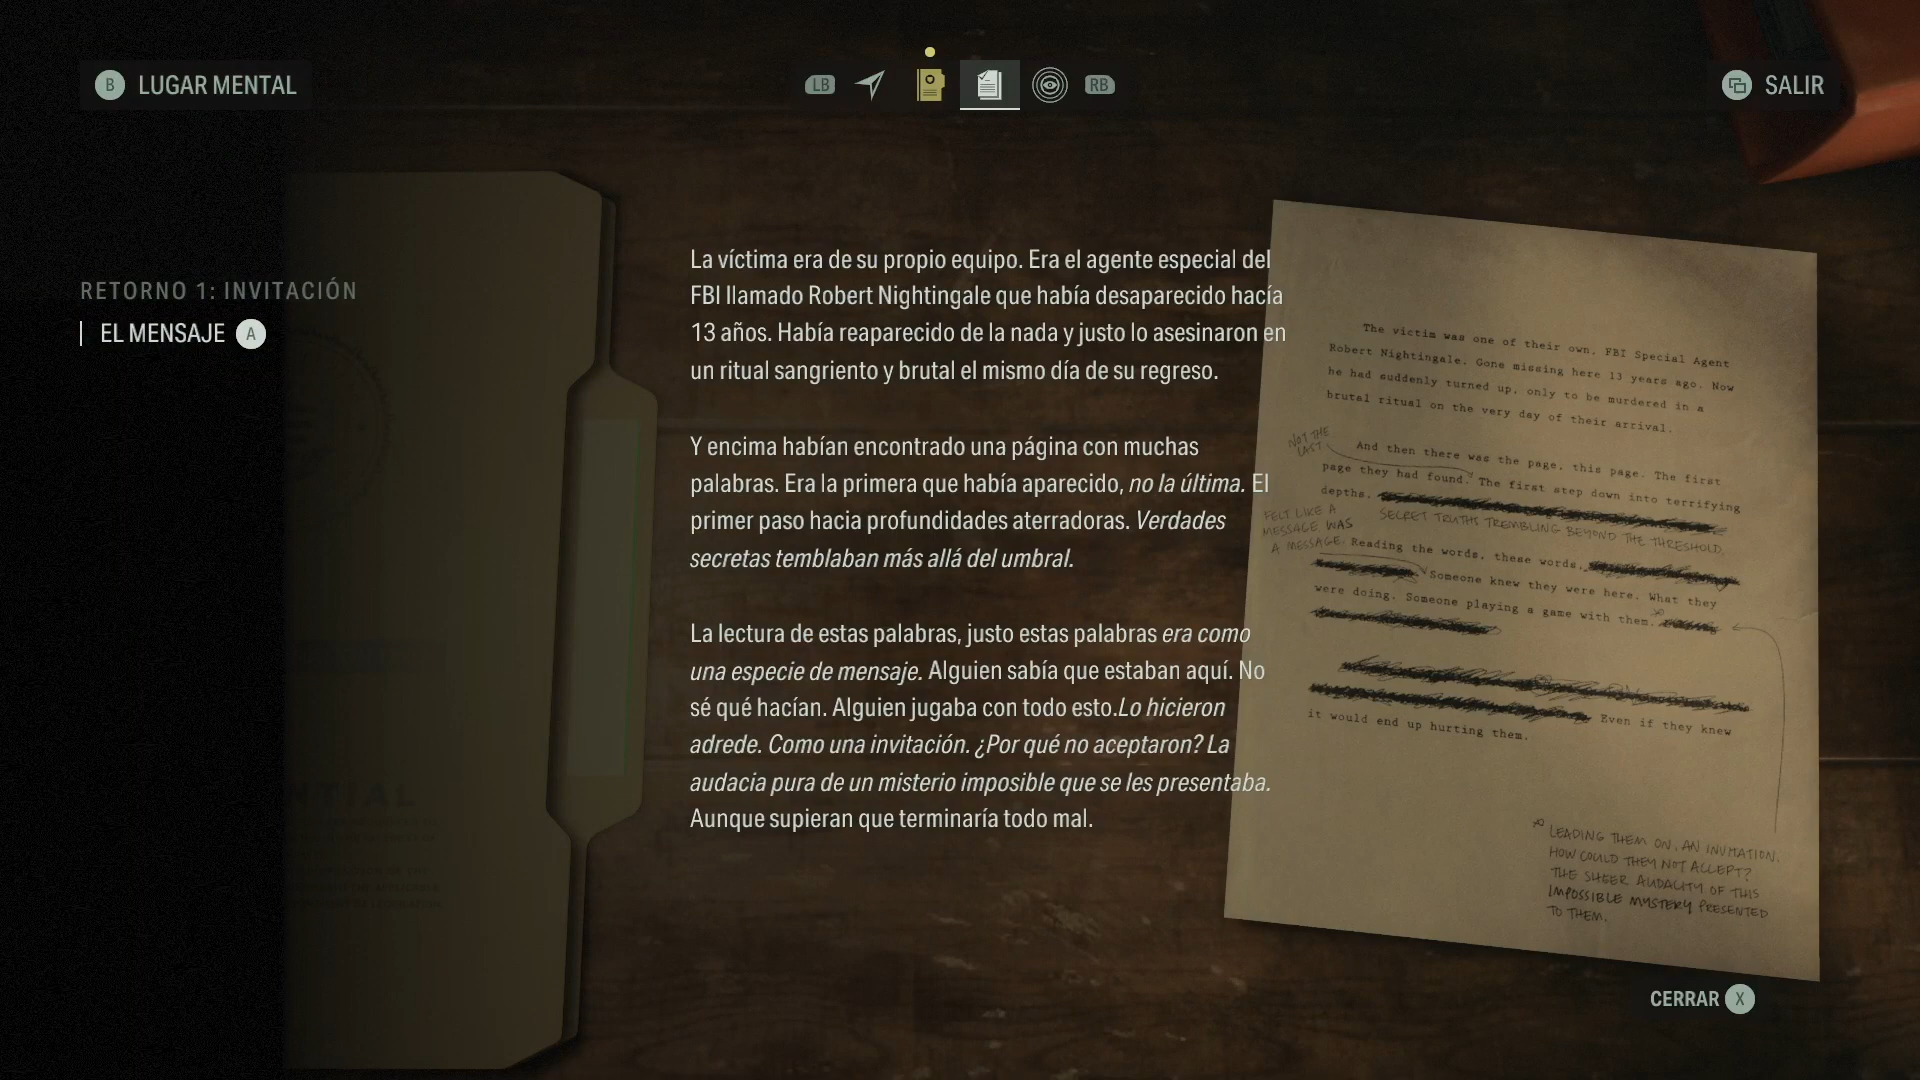 B LUGAR MENTAL
LB
RB
SALIR
RETORNO 1: INVITACIÓN
EL MENSAJE A
La víctima era de su propio equipo. Era el agente especial del
FBI llamado Robert Nightingale que había desaparecido hacía
13 años. Había reaparecido de la nada y justo lo asesinaron en
un ritual sangriento y brutal el mismo día de su regreso.
Y encima habían encontrado una página con muchas
palabras. Era la primera que había aparecido, no la última. El
primer paso hacia profundidades aterradoras. Verdades
secretas temblaban más allá del umbral.
La lectura de estas palabras, justo estas palabras era como
una especie de mensaje. Alguien sabía que estaban aquí. No
sé qué hacían. Alguien jugaba con todo esto.Lo hicieron
adrede. Como una invitación. ¿Por qué no aceptaron? La
audacia pura de un misterio imposible que se les presentaba.
Aunque supieran que terminaría todo mal.
The victim was one of their own, FBI Special Agent
Robert Nightingale. Gone missing here 13 years ago. Now
he had suddenly turned up, only to be murdered in a
brutal ritual on the very day of their arrival.
NOT THE
LAST.
And then there was the page, this page. The first
page they had found. The first step down into terrifying
depths.
SECRET TRUTHS TREMBLING BEYOND THE THRESHOLD.
FELT LIKE A
MESSAGE. WAS
A MESSAGE.
Reading the words, these words,
Someone knew they were here. What they
were doing. Someone playing a game with them.
Even if they knew
it would end up hurting them.
LEADING THEM ON, AN INVITATION.
HOW COULD THEY NOT ACCEPT?
THE SHEER AUDACITY OF THIS
IMPOSSIBLE MYSTERY PRESENTED
TO THEM.
CERRAR X